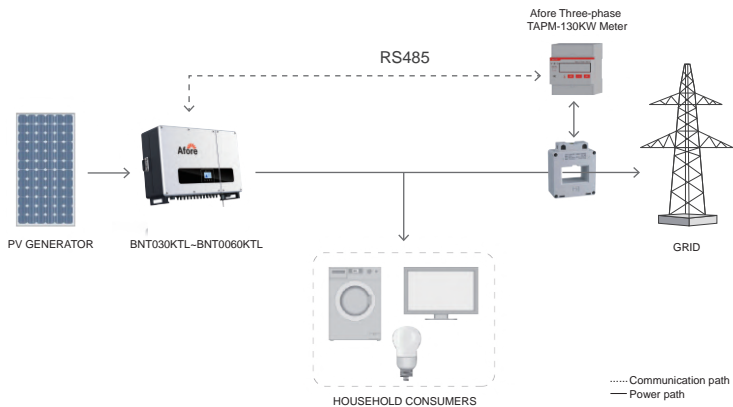 Afore Three-phase
TAPM-130KW Meter
RS485
Afore
PV GENERATOR
BNT030KTL~BNT0060KTL
GRID
HOUSEHOLD CONSUMERS
Communication path
Power path